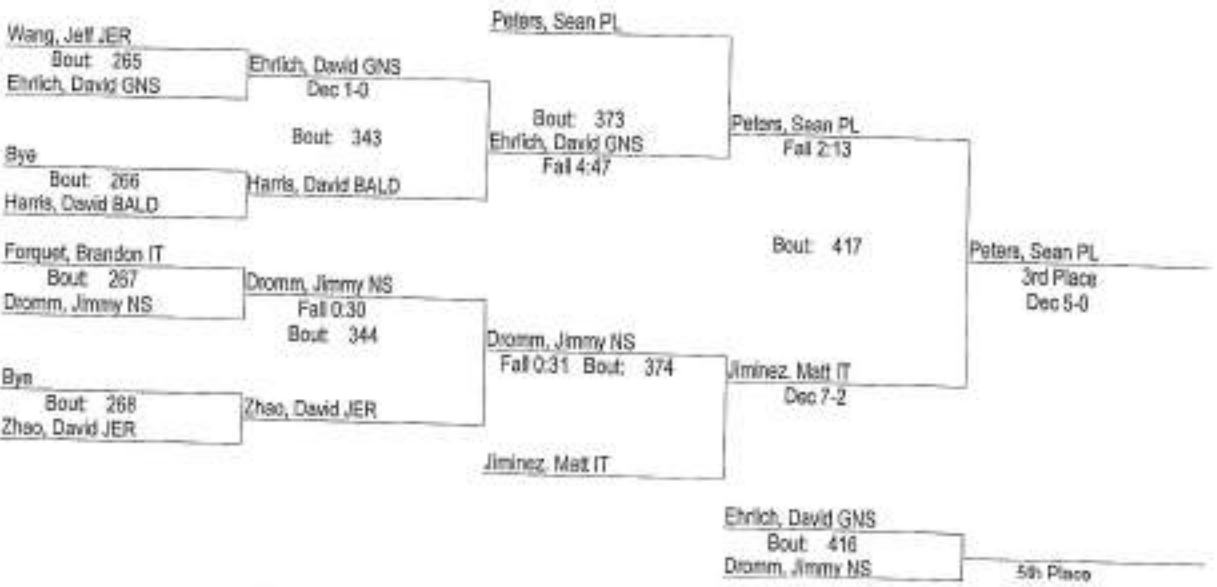 Wang, Jeff JER
Bout: 265
Ehrlich, David GNS
Bye
Bout: 266
Harris, David BALD
Forquet, Brandon IT
Bout: 267
Dromm, Jimmy NS
Bye
Bout: 268
Zhao, David JER
Ehrlich, David GNS
Dec 1-0
Bout: 343
Harris, David BALD
Dromm, Jimmy NS
Fall 0:30
Bout: 344
Zhao, David JER
Peters, Sean PL
Bout: 373
Ehrlich, David GNS
Fall 4:47
Dromm, Jimmy NS
Fall 0:31 Bout: 374
Jiminez, Matt IT
Peters, Sean PL
Fall 2:13
Bout: 417
Jiminez, Matt IT
Dec 7-2
Peters, Sean PL
3rd Place
Dec 5-0
Ehrlich, David GNS
Bout: 416
Dromm, Jimmy NS
5th Place